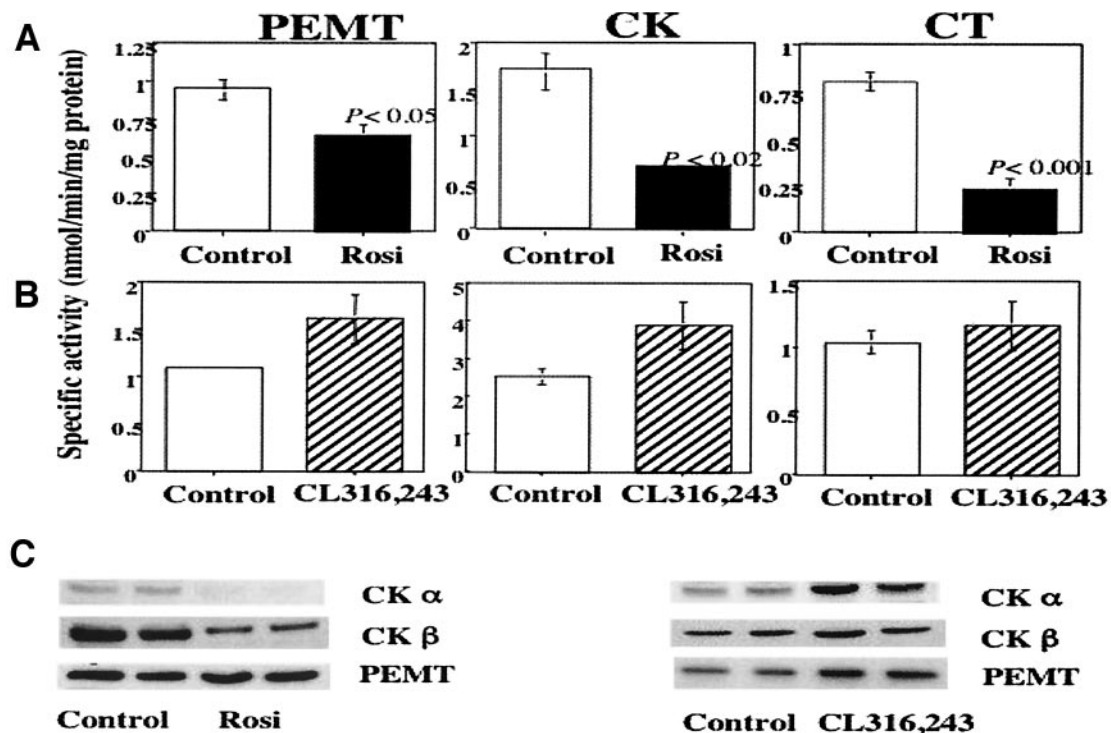 A
PEMT CK CT
Specific activity (nmol/min/mg protein)
1.25
1
0.75
0.5
0.25
0
P< 0.05
Control Rosi
2
1.5
1
0.5
0
P < 0.02
Control Rosi
1
0.75
0.5
0.25
0
P< 0.001
Control Rosi
B
2
1.5
1
0.5
0
Control CL316,243
5
4
3
2
1
0
Control CL316,243
1.5
1
0.5
0
Control CL316,243
C
CK α
CK β
PEMT
Control Rosi
CK α
CK β
PEMT
Control CL316,243